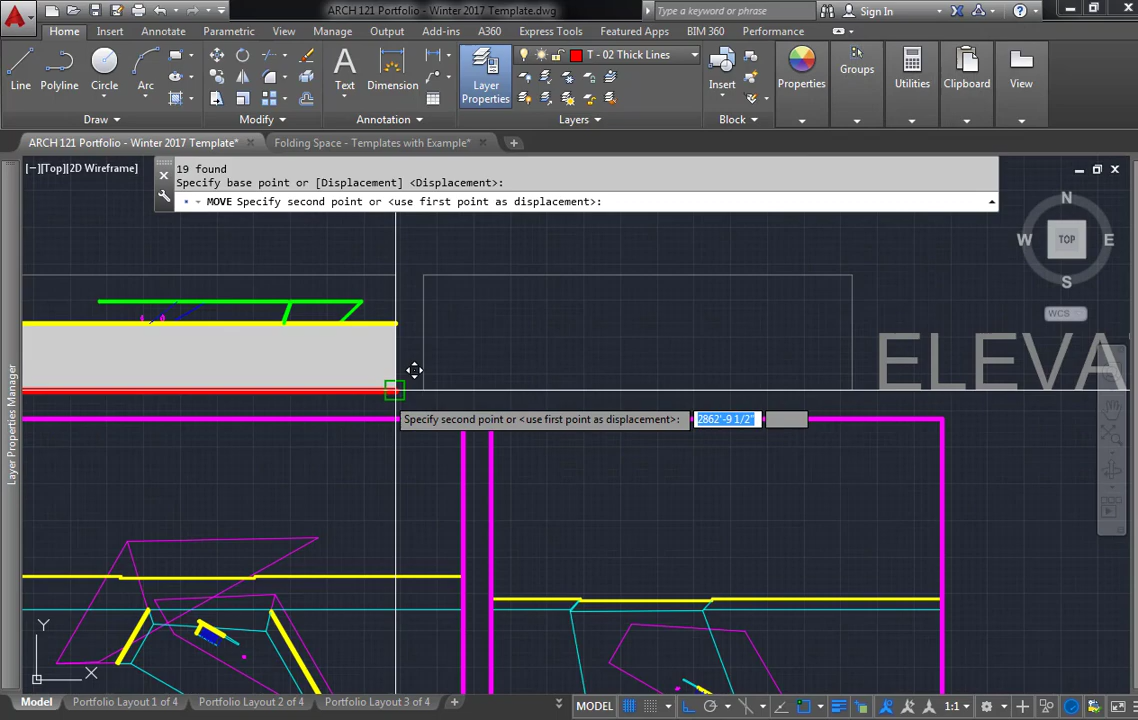 ARCH 121 Portfolio - Winter 2017 Template.dwg
Type a keyword or phrase
Sign In
Home Insert Annotate Parametric View Manage Output Add-ins A360 Express Tools BIM 360 Performance
Line Polyline Circle Arc
Text Dimension
Layer Properties
T - 02 Thick Lines
Insert
Properties Groups Utilities Clipboard View
Draw Modify Annotation Layers Block
ARCH 121 Portfolio - Winter 2017 Template*
Folding Space - Templates with Example*
[−][Top][2D Wireframe]
19 found
Specify base point or [Displacement] <Displacement>:
MOVE Specify second point or <use first point as displacement>:
N
W TOP E
S
WCS
ELEVA
Specify second point or <use first point as displacement>: 2862'-9 1/2"
Layer Properties Manager
Y
X
Model Portfolio Layout 1 of 4 Portfolio Layout 2 of 4 Portfolio Layout 3 of 4
MODEL
1:1